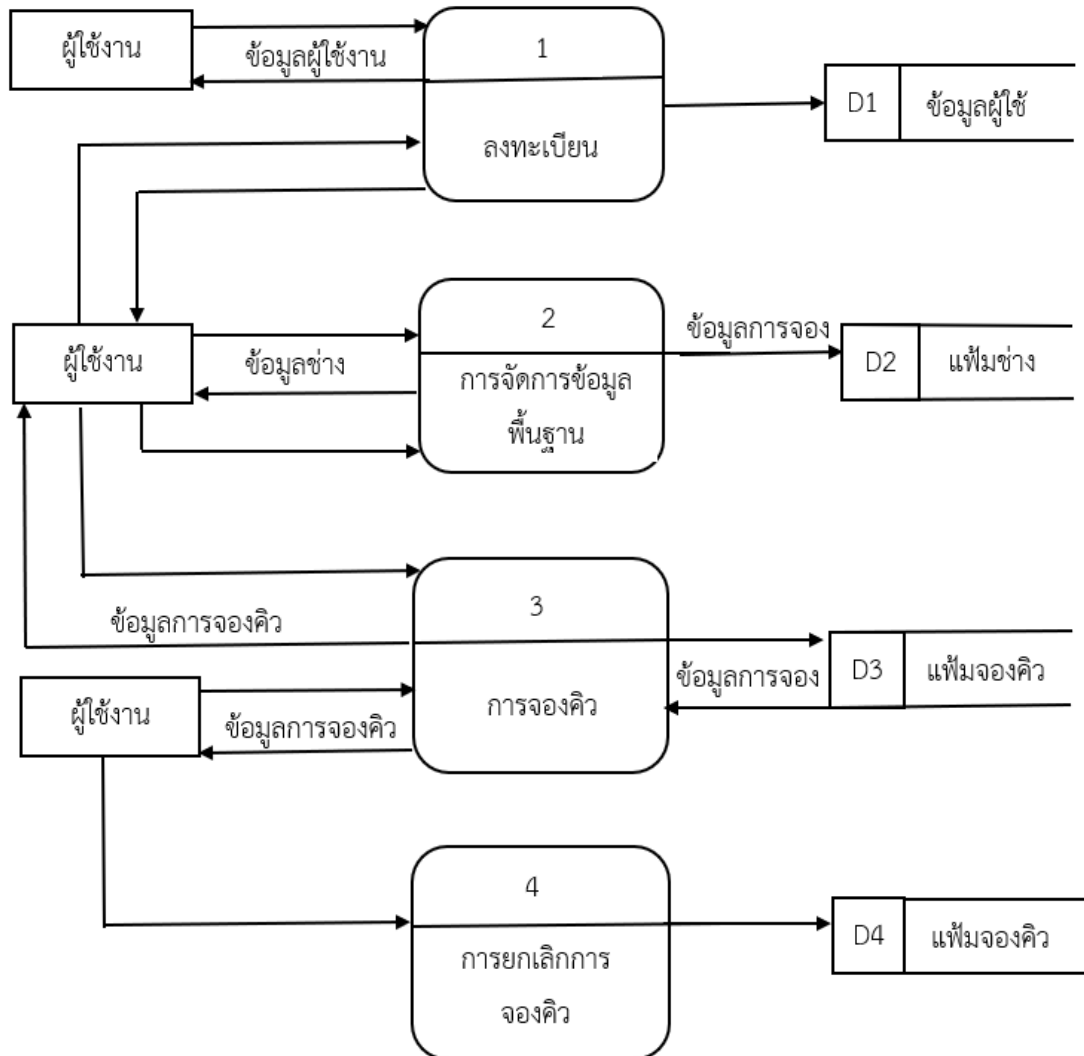 ผู้ใช้งาน
ข้อมูลผู้ใช้งาน
1
ลงทะเบียน
D1
ข้อมูลผู้ใช้
ผู้ใช้งาน
ข้อมูลช่าง
2
การจัดการข้อมูล
พื้นฐาน
ข้อมูลการจอง
D2
แฟ้มช่าง
ข้อมูลการจองคิว
3
การจองคิว
ข้อมูลการจอง
D3
แฟ้มจองคิว
ผู้ใช้งาน
ข้อมูลการจองคิว
4
การยกเลิกการ
จองคิว
D4
แฟ้มจองคิว